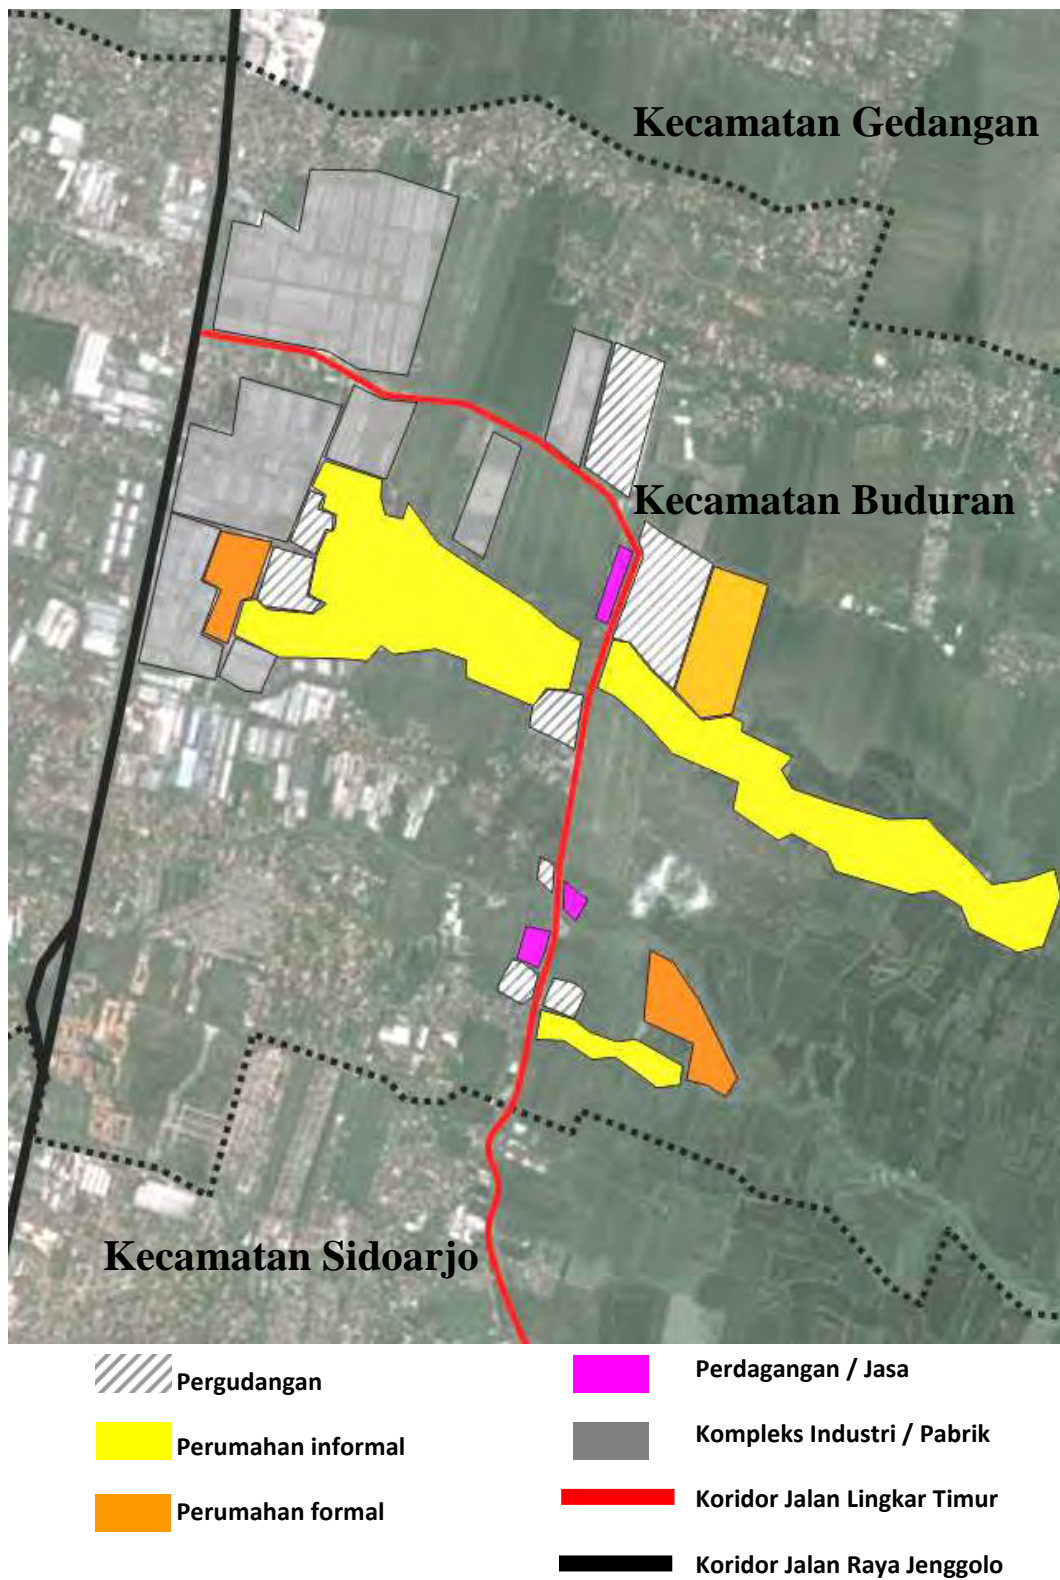 Kecamatan Gedangan
Kecamatan Buduran
Kecamatan Sidoarjo
Pergudangan
Perumahan informal
Perumahan formal
Perdagangan / Jasa
Kompleks Industri / Pabrik
Koridor Jalan Lingkar Timur
Koridor Jalan Raya Jenggolo